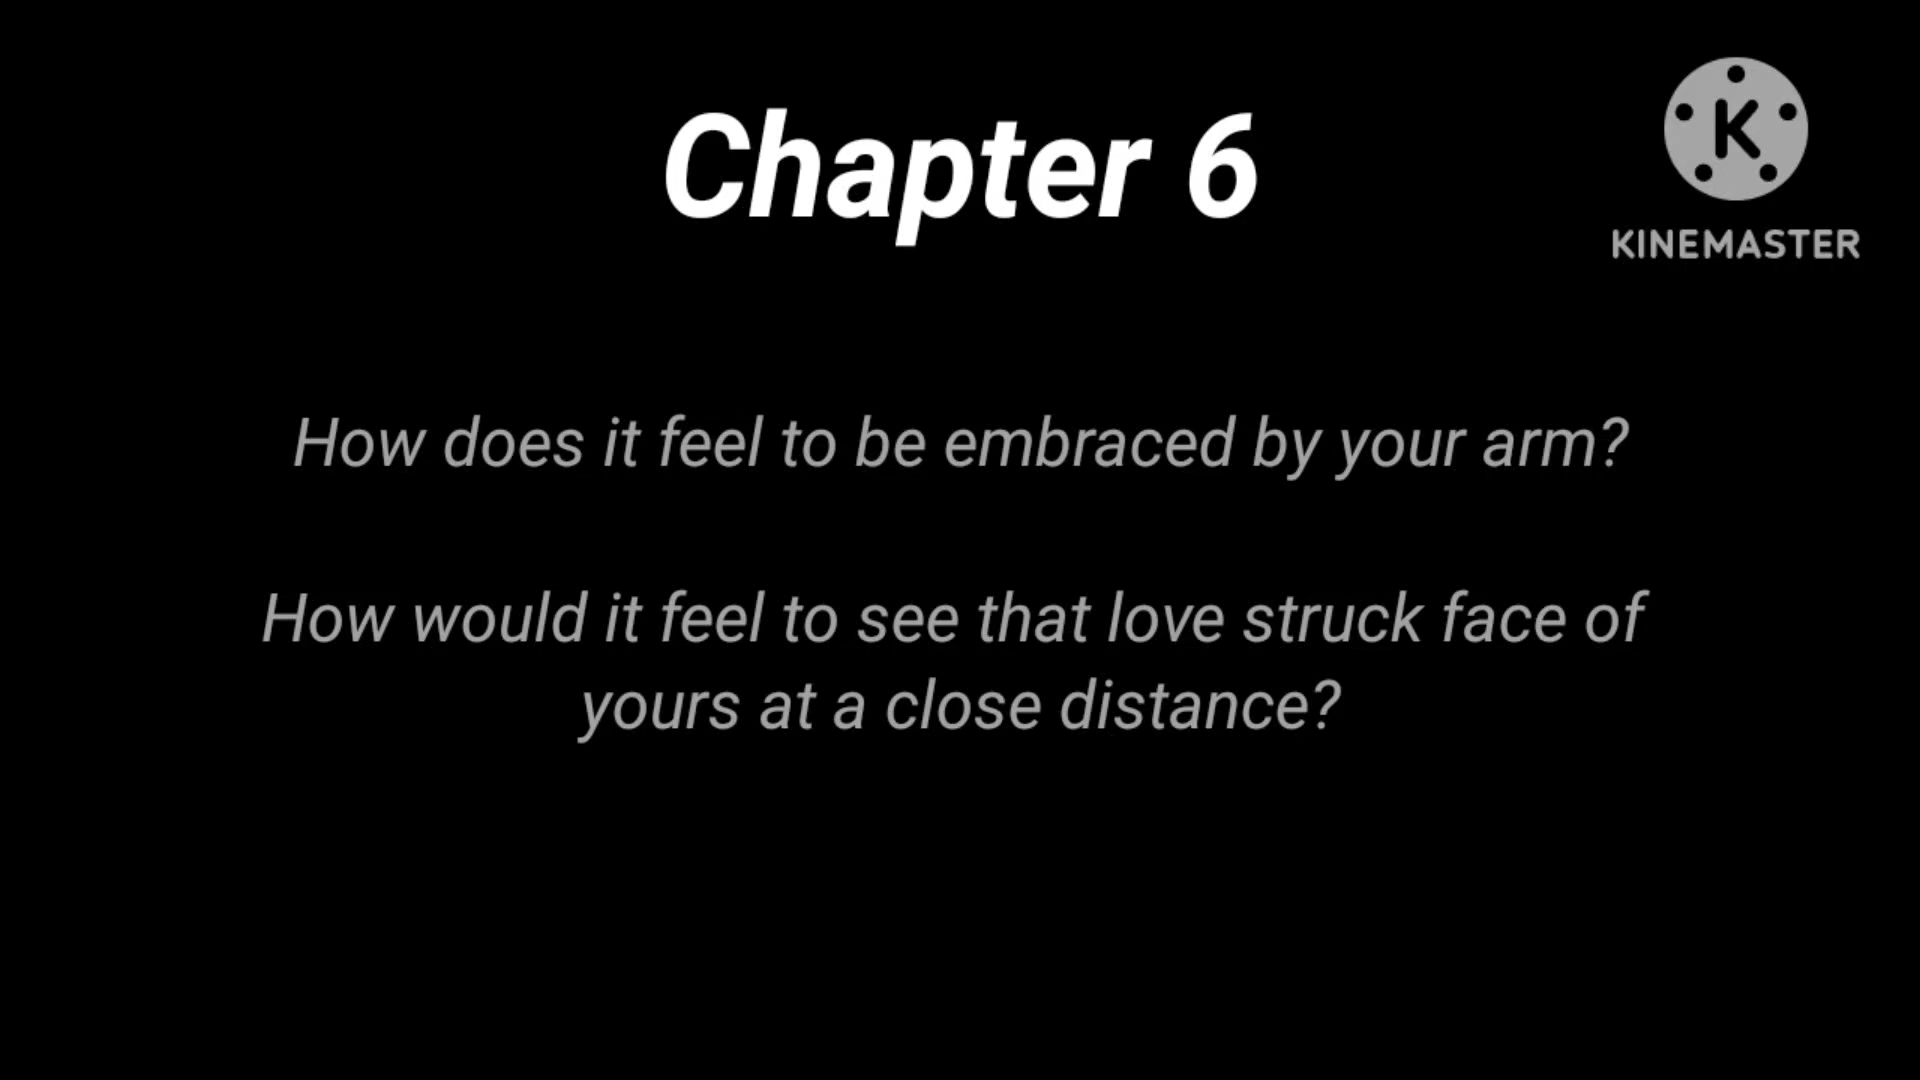 Chapter 6
K
KINEMASTER
How does it feel to be embraced by your arm?
How would it feel to see that love struck face of
yours at a close distance?